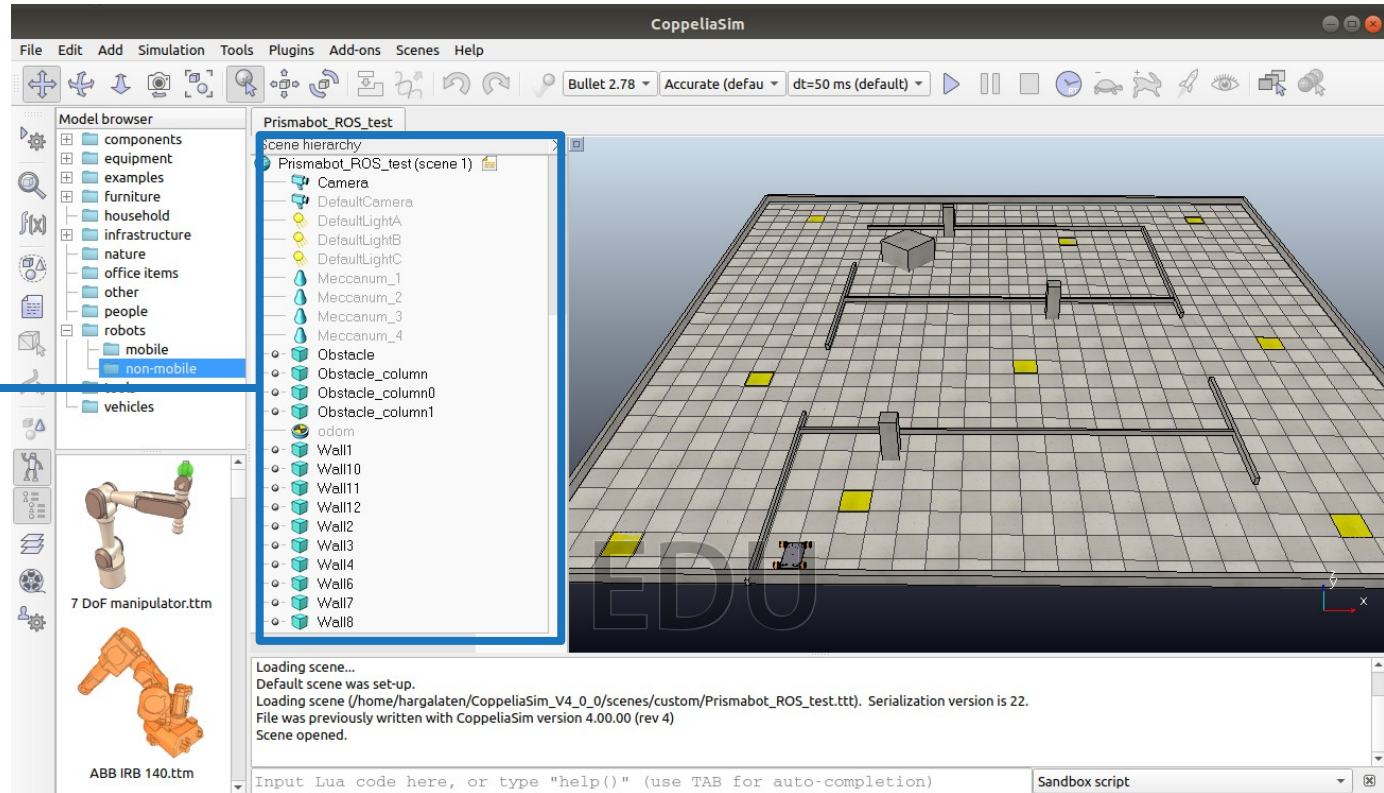 CoppeliaSim
File Edit Add Simulation Tools Plugins Add-ons Scenes Help
Bullet 2.78 Accurate (defau dt=50 ms (default)
RT
Model browser
components
equipment
examples
furniture
household
infrastructure
nature
office items
other
people
robots
mobile
non-mobile
vehicles
f(x)
7 DoF manipulator.ttm
ABB IRB 140.ttm
Prismabot_ROS_test
Scene hierarchy
Prismabot_ROS_test (scene 1)
Camera
DefaultCamera
DefaultLightA
DefaultLightB
DefaultLightC
Meccanum_1
Meccanum_2
Meccanum_3
Meccanum_4
Obstacle
Obstacle_column
Obstacle_column0
Obstacle_column1
odom
Wall1
Wall10
Wall11
Wall12
Wall2
Wall3
Wall4
Wall6
Wall7
Wall8
EDU
x
Loading scene...
Default scene was set-up.
Loading scene (/home/hargalaten/CoppeliaSim_V4_0_0/scenes/custom/Prismabot_ROS_test.ttt). Serialization version is 22.
File was previously written with CoppeliaSim version 4.00.00 (rev 4)
Scene opened.
Input Lua code here, or type "help()" (use TAB for auto-completion)
Sandbox script